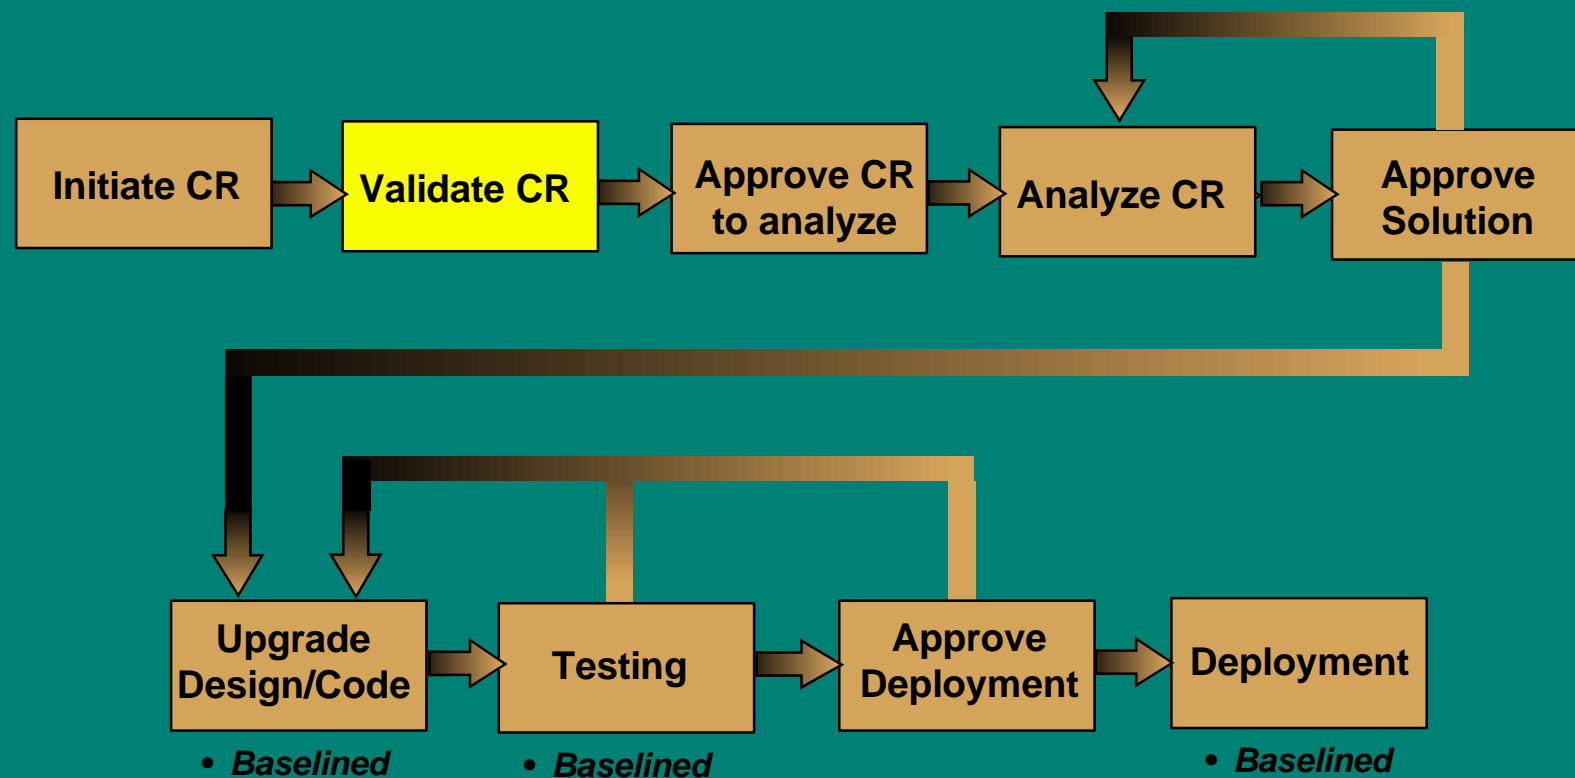 Initiate CR
Validate CR
Approve CR
to analyze
Analyze CR
Approve
Solution
Upgrade
Design/Code
Testing
Approve
Deployment
Deployment
• Baselined
• Baselined
• Baselined